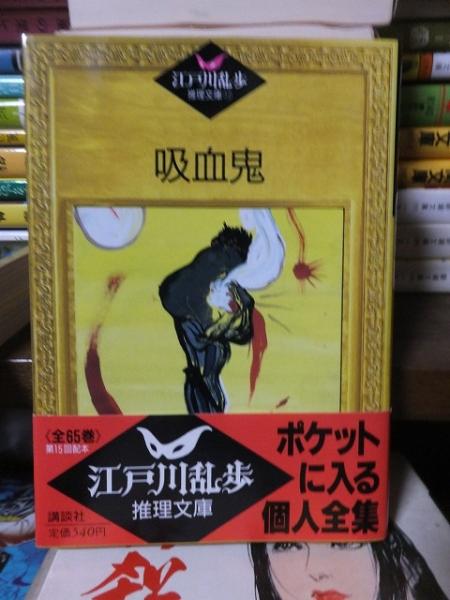 江戸川乱歩
推理文庫
吸血鬼
〈全65巻〉
第15回配本
江戸川乱歩
推理文庫
講談社
定価540円
ポケット
に入る
個人全集